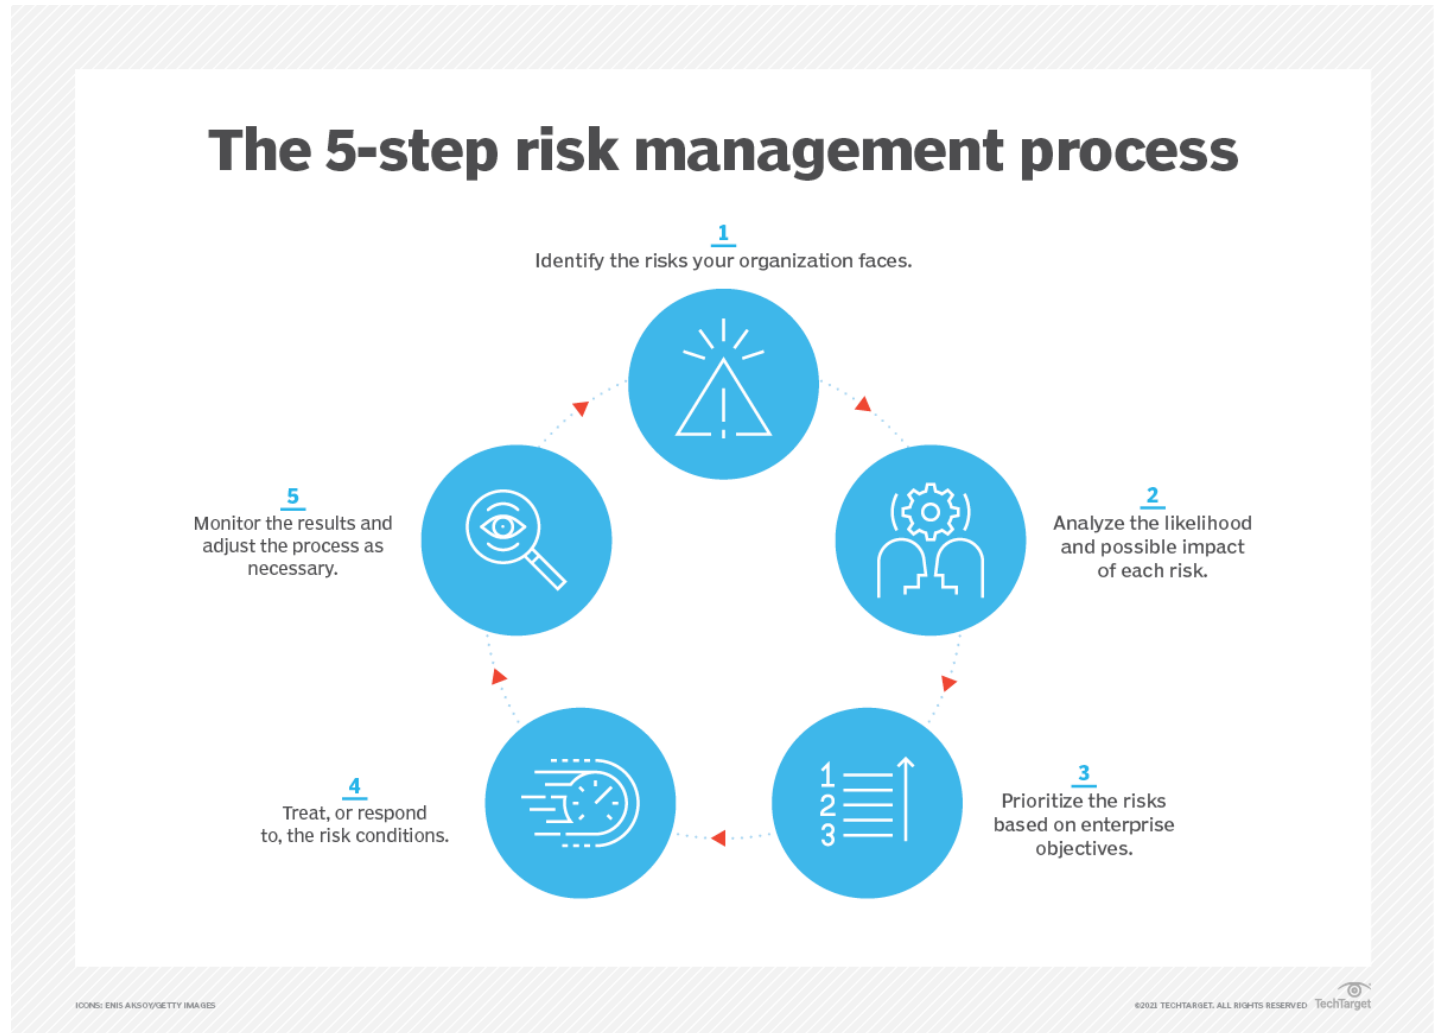 The 5-step risk management process
1
Identify the risks your organization faces.
2
Analyze the likelihood
and possible impact
of each risk.
3
Prioritize the risks
based on enterprise
objectives.
4
Treat, or respond
to, the risk conditions.
5
Monitor the results and
adjust the process as
necessary.
1
2
3
ICONS: ENIS AKSOY/GETTY IMAGES
©2021 TECHTARGET. ALL RIGHTS RESERVED
TechTarget